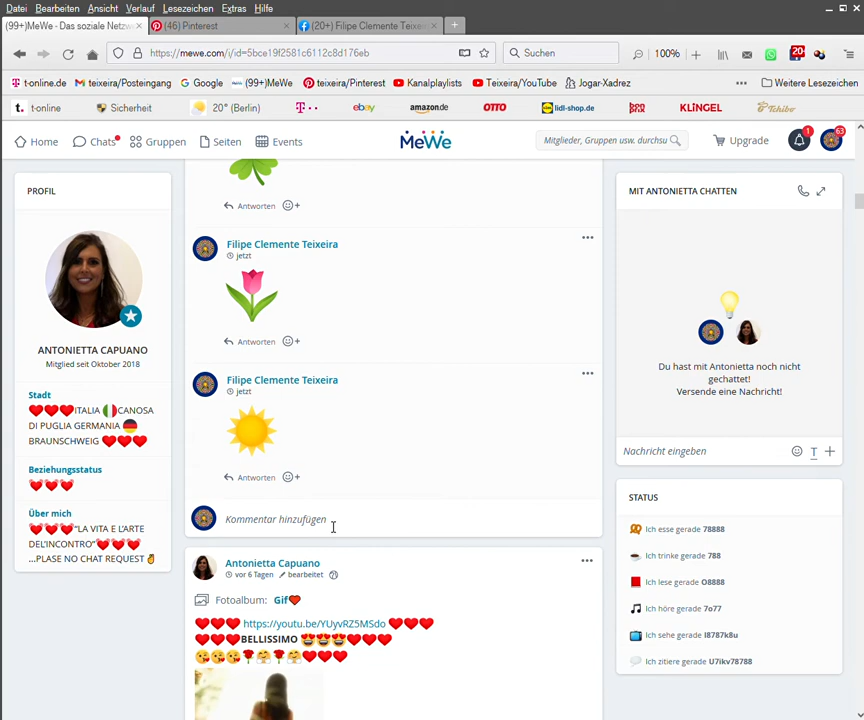 Datei Bearbeiten Ansicht Verlauf Lesezeichen Extras Hilfe
(99+)MeWe - Das soziale Netzw
(46) Pinterest
(20+) Filipe Clemente Teixeira
https://mewe.com/i/id=5bce19f2581c6112c8d176eb
Suchen
100%
20+
t-online.de
teixeira/Posteingang
Google
(99+)MeWe
teixeira/Pinterest
Kanalplaylists
Teixeira/YouTube
Jogar-Xadrez
Weitere Lesezeichen
t-online
Sicherheit
20° (Berlin)
ebay
amazon.de
OTTO
lidl-shop.de
KLiNGEL
Tchibo
Home
Chats
Gruppen
Seiten
Events
MeWe
Mitglieder, Gruppen usw. durchsu
Upgrade
1
63
PROFIL
ANTONIETTA CAPUANO
Mitglied seit Oktober 2018
Stadt
❤❤❤ITALIA 🇮🇹CANOSA
DI PUGLIA GERMANIA 🇩🇪
BRAUNSCHWEIG ❤❤❤
Beziehungsstatus
Über mich
"LA VITA E L'ARTE
DEL'INCONTRO"
...PLASE NO CHAT REQUEST
Antworten
Filipe Clemente Teixeira
jetzt
Antworten
Filipe Clemente Teixeira
jetzt
Antworten
Kommentar hinzufügen
Antonietta Capuano
vor 6 Tagen bearbeitet
Fotoalbum: Gif❤
❤❤❤ https://youtu.be/YUyvRZ5MSdo ❤❤❤
❤❤❤BELLISSIMO 😍😍😍❤❤❤
😘😘😘🌹🤗🌹🤗❤❤❤
MIT ANTONIETTA CHATTEN
Du hast mit Antonietta noch nicht
gechattet!
Versende eine Nachricht!
Nachricht eingeben
T
STATUS
Ich esse gerade 78888
Ich trinke gerade 788
Ich lese gerade O8888
Ich höre gerade 7o77
Ich sehe gerade I8787k8u
Ich zitiere gerade U7ikv78788